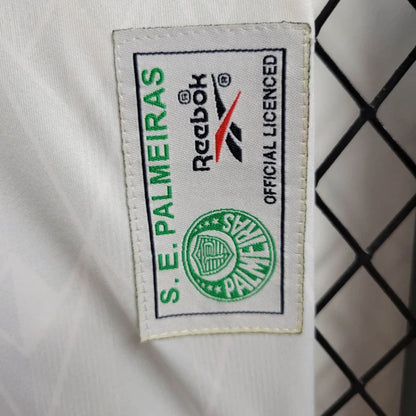 S. E. PALMEIRAS
Reebok
®
®
OFFICIAL LICENCED
PALMEIRAS